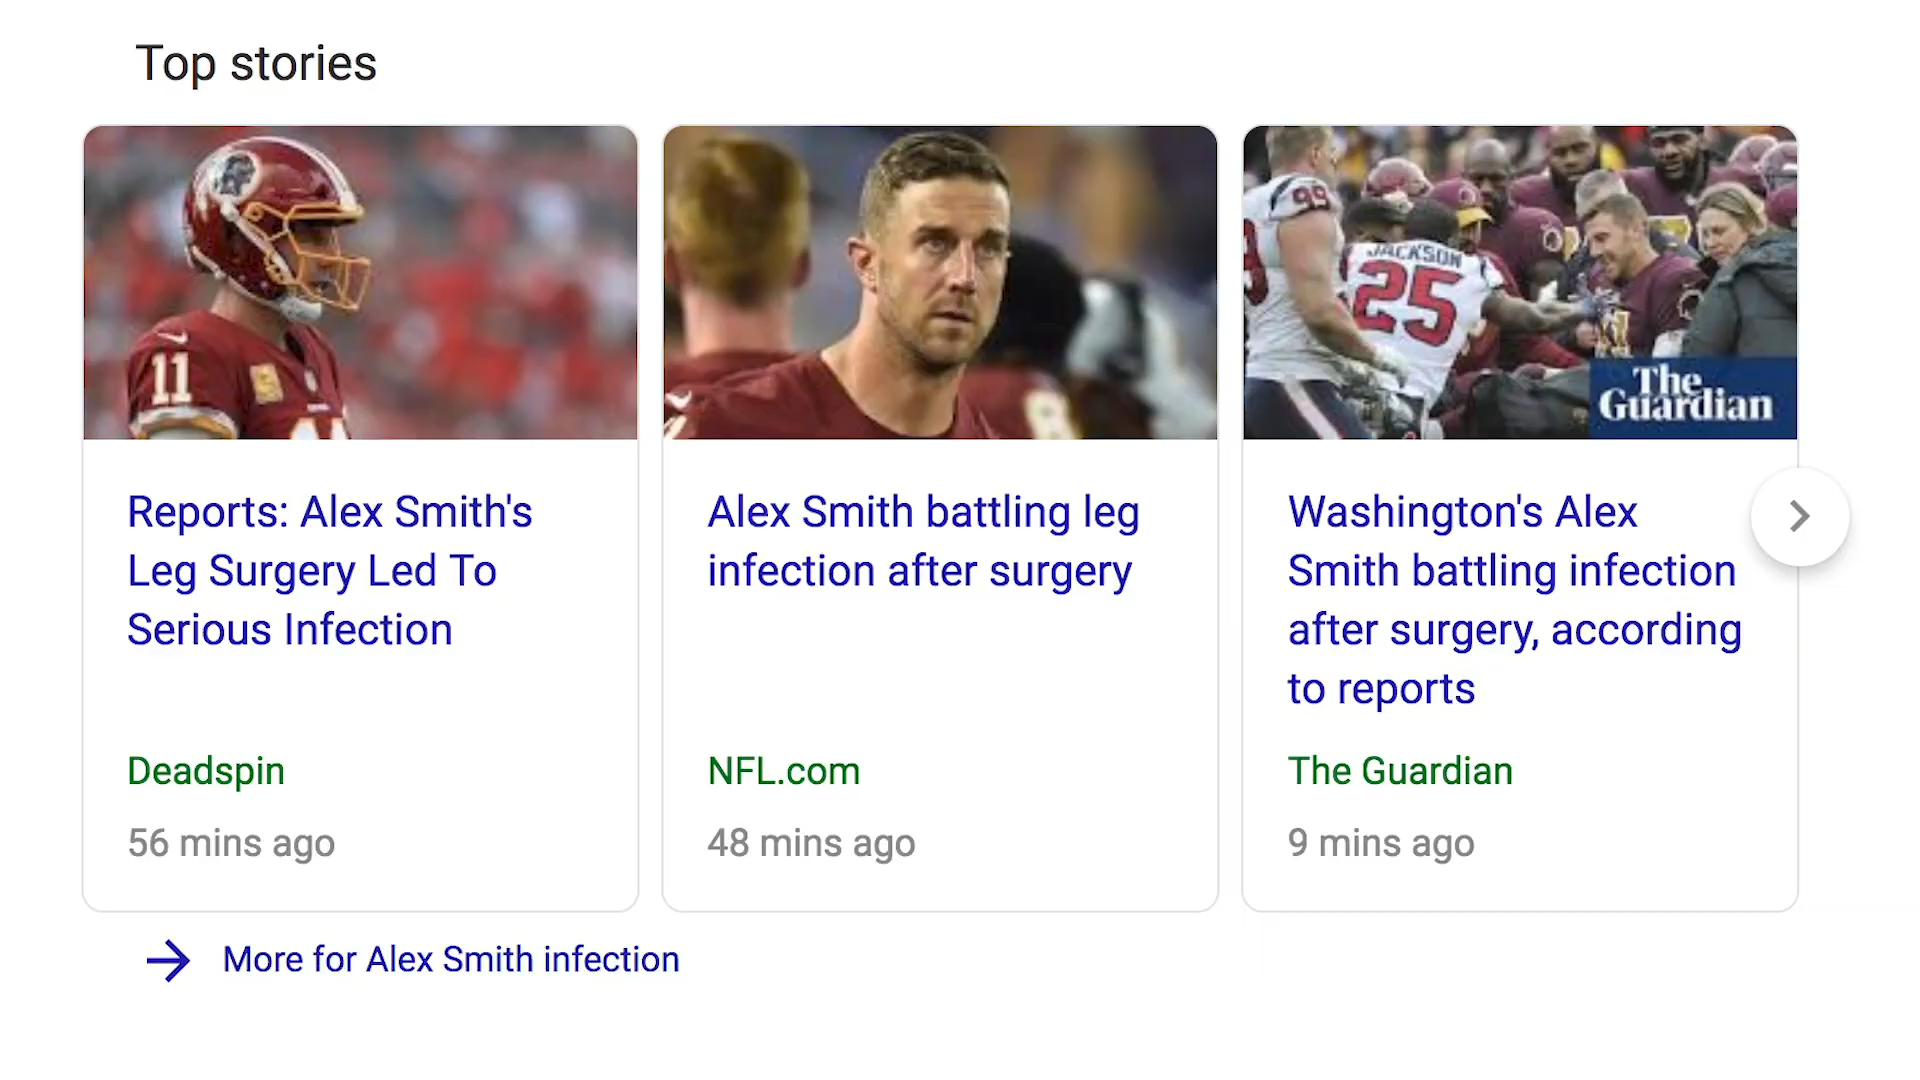 Top stories
11
99
JACKSON
25
The
Guardian
Reports: Alex Smith's
Leg Surgery Led To
Serious Infection
Deadspin
56 mins ago
Alex Smith battling leg
infection after surgery
NFL.com
48 mins ago
Washington's Alex
Smith battling infection
after surgery, according
to reports
The Guardian
9 mins ago
More for Alex Smith infection